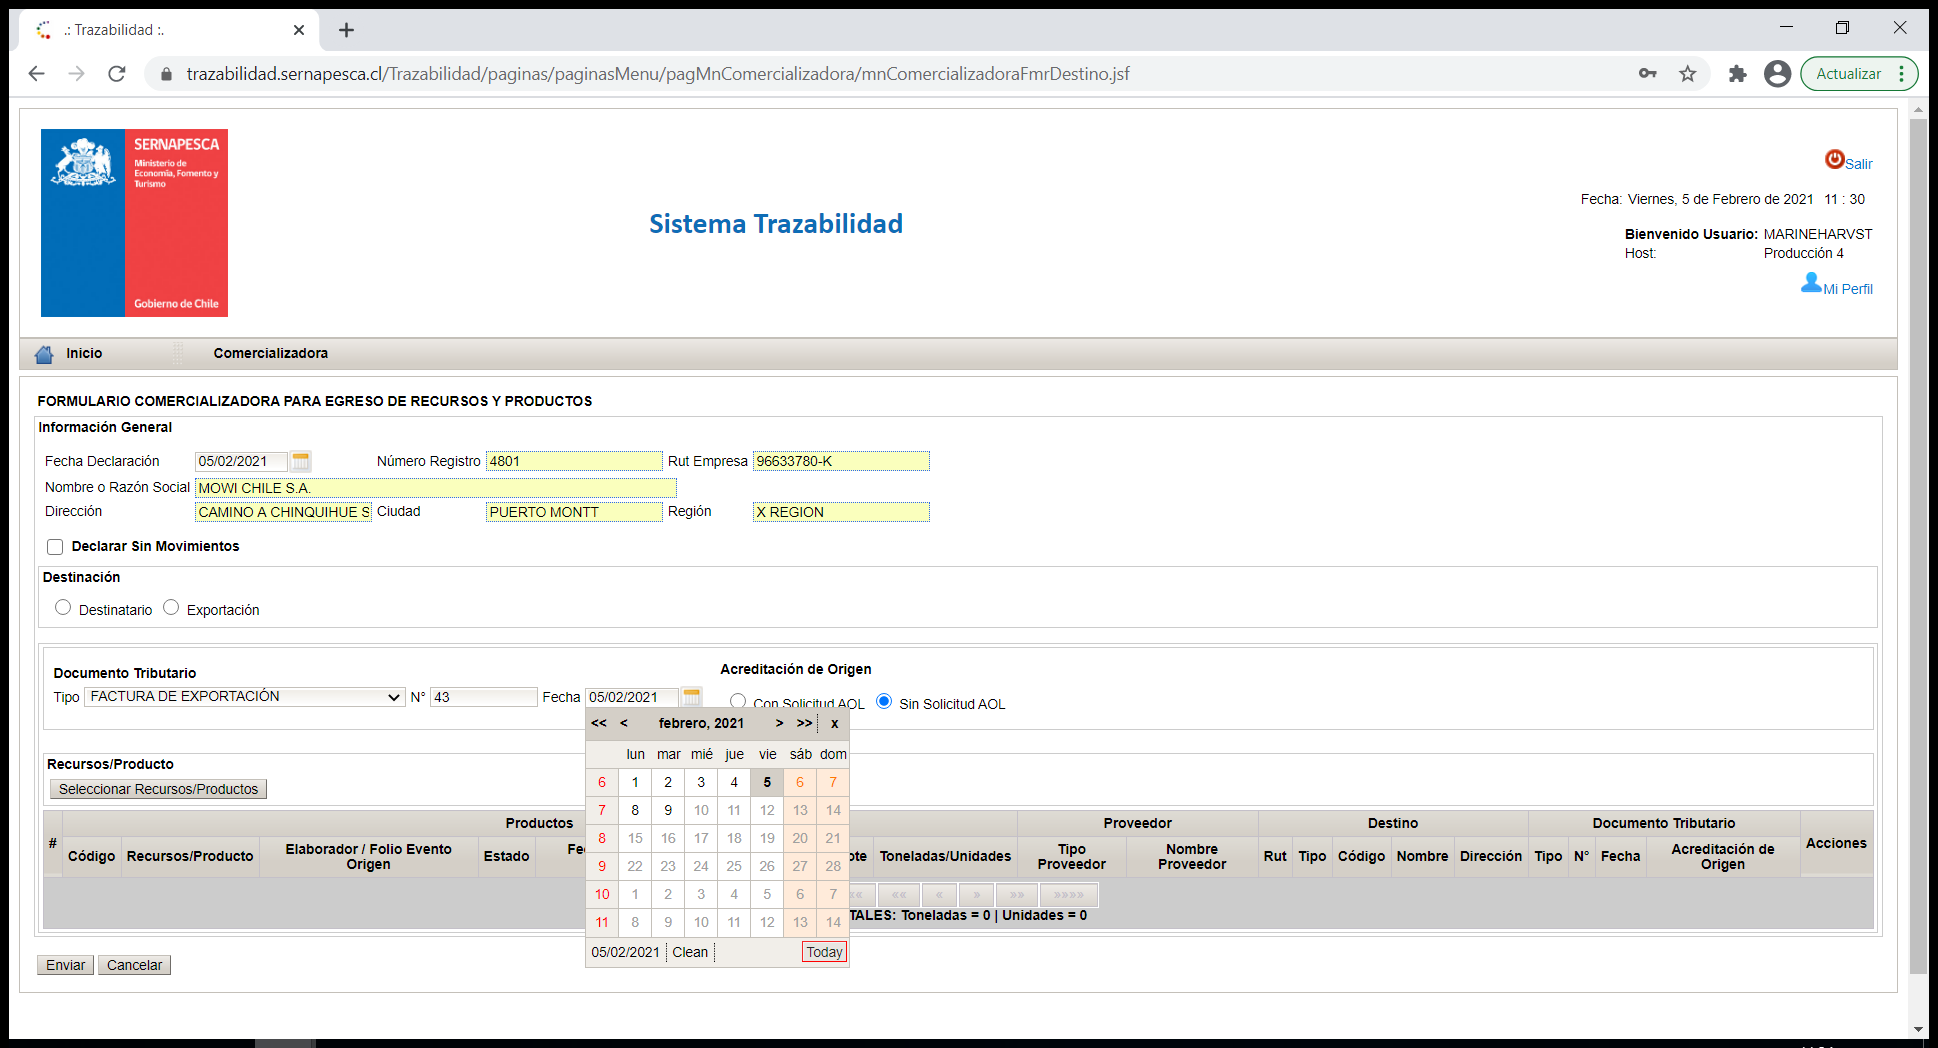 .: Trazabilidad :.
trazabilidad.sernapesca.cl/Trazabilidad/paginas/paginasMenu/pagMnComercializadora/mnComercializadoraFmrDestino.jsf
Actualizar
SERNAPESCA
Ministerio de
Economía, Fomento y
Turismo
Gobierno de Chile
Sistema Trazabilidad
Salir
Fecha: Viernes, 5 de Febrero de 2021 11 : 30
Bienvenido Usuario: MARINEHARVST
Host: Producción 4
Mi Perfil
Inicio Comercializadora
FORMULARIO COMERCIALIZADORA PARA EGRESO DE RECURSOS Y PRODUCTOS
Información General
Fecha Declaración 05/02/2021 Número Registro 4801 Rut Empresa 96633780-K
Nombre o Razón Social MOWI CHILE S.A.
Dirección CAMINO A CHINQUIHUE S Ciudad PUERTO MONTT Región X REGION
Declarar Sin Movimientos
Destinación
Destinatario Exportación
Documento Tributario Acreditación de Origen
Tipo FACTURA DE EXPORTACIÓN N° 43 Fecha 05/02/2021 Con Solicitud AOL Sin Solicitud AOL
<< < febrero, 2021 > >> x
lun mar mié jue vie sáb dom
6 1 2 3 4 5 6 7
7 8 9 10 11 12 13 14
8 15 16 17 18 19 20 21
9 22 23 24 25 26 27 28
10 1 2 3 4 5 6 7
11 8 9 10 11 12 13 14
05/02/2021 Clean Today
Recursos/Producto
Seleccionar Recursos/Productos
Productos Proveedor Destino Documento Tributario
# Código Recursos/Producto Elaborador / Folio Evento Origen Estado Fe ote Toneladas/Unidades Tipo Proveedor Nombre Proveedor Rut Tipo Código Nombre Dirección Tipo N° Fecha Acreditación de Origen Acciones
«« «« « » »» »»»»
TALES: Toneladas = 0 | Unidades = 0
Enviar Cancelar